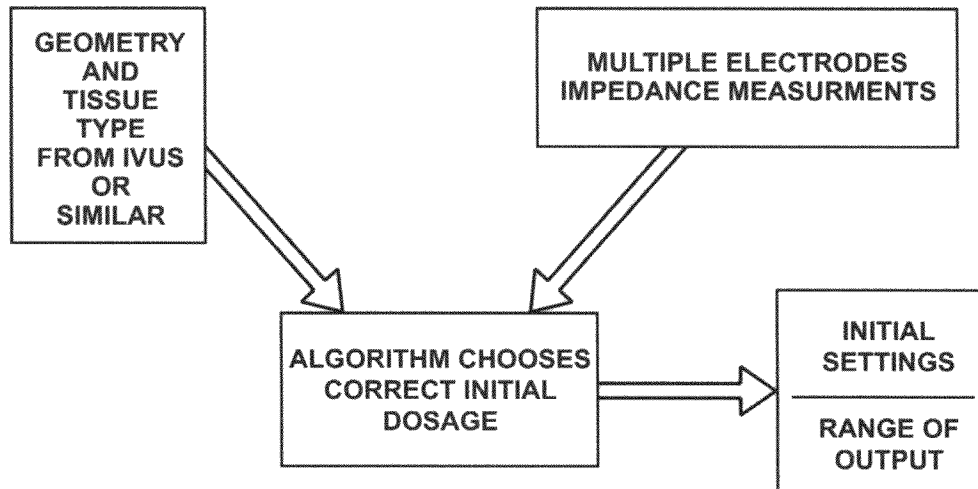 GEOMETRY
AND
TISSUE
TYPE
FROM IVUS
OR
SIMILAR
MULTIPLE ELECTRODES
IMPEDANCE MEASURMENTS
ALGORITHM CHOOSES
CORRECT INITIAL
DOSAGE
INITIAL
SETTINGS
RANGE OF
OUTPUT